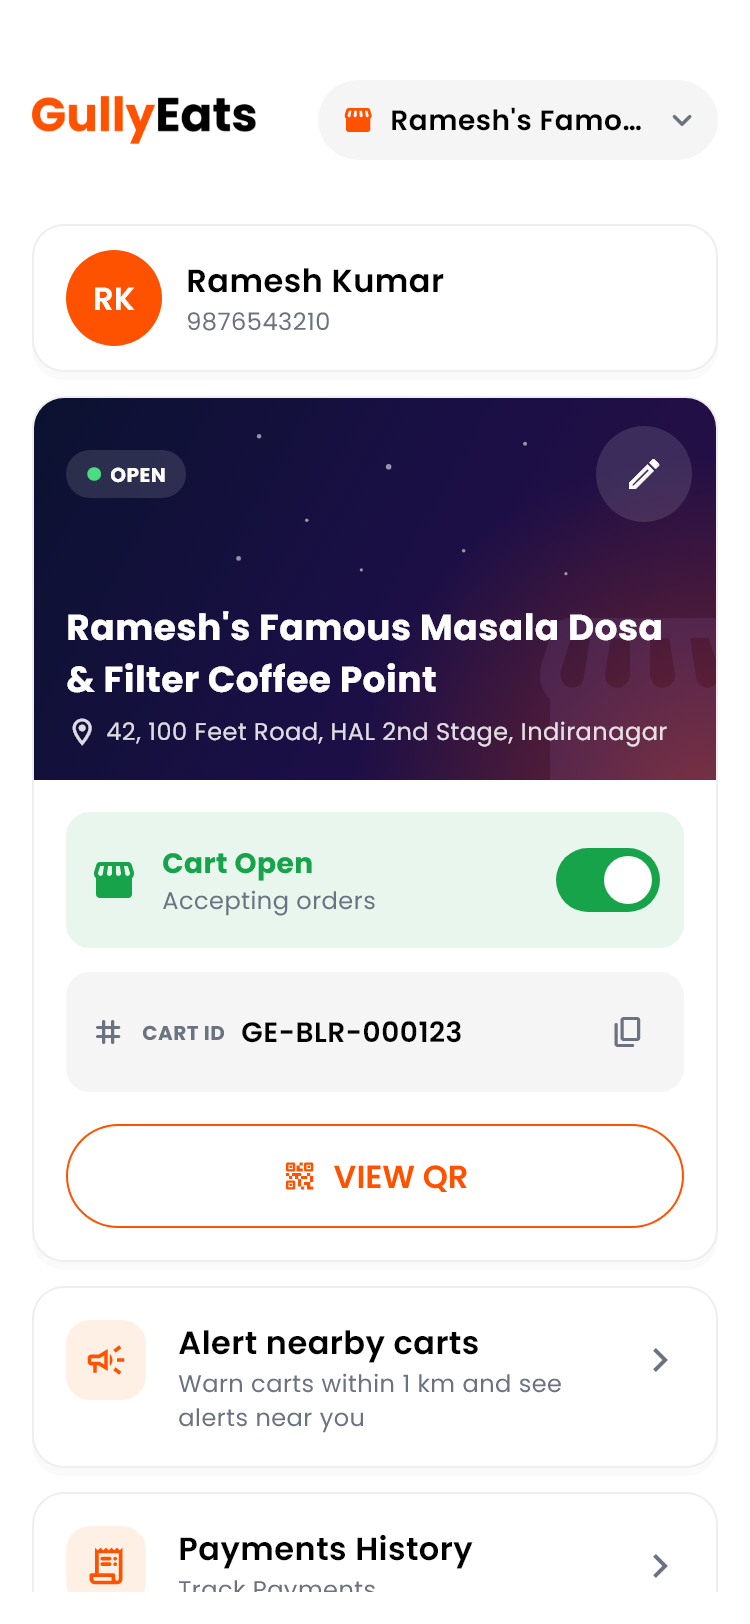 GullyEats
Ramesh's Famo...
RK
Ramesh Kumar
9876543210
OPEN
Ramesh's Famous Masala Dosa
& Filter Coffee Point
42, 100 Feet Road, HAL 2nd Stage, Indiranagar
Cart Open
Accepting orders
CART ID GE-BLR-000123
VIEW QR
Alert nearby carts
Warn carts within 1 km and see
alerts near you
Payments History
Track Payments